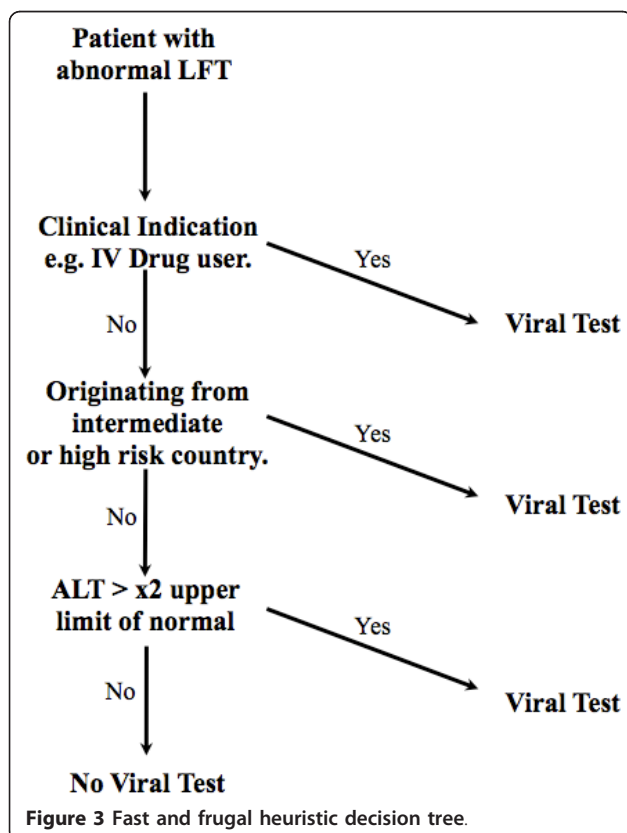 Patient with
abnormal LFT
Clinical Indication
e.g. IV Drug user.
Yes
Viral Test
No
Originating from
intermediate
or high risk country.
Yes
Viral Test
No
ALT > x2 upper
limit of normal
Yes
Viral Test
No
No Viral Test
Figure 3 Fast and frugal heuristic decision tree.